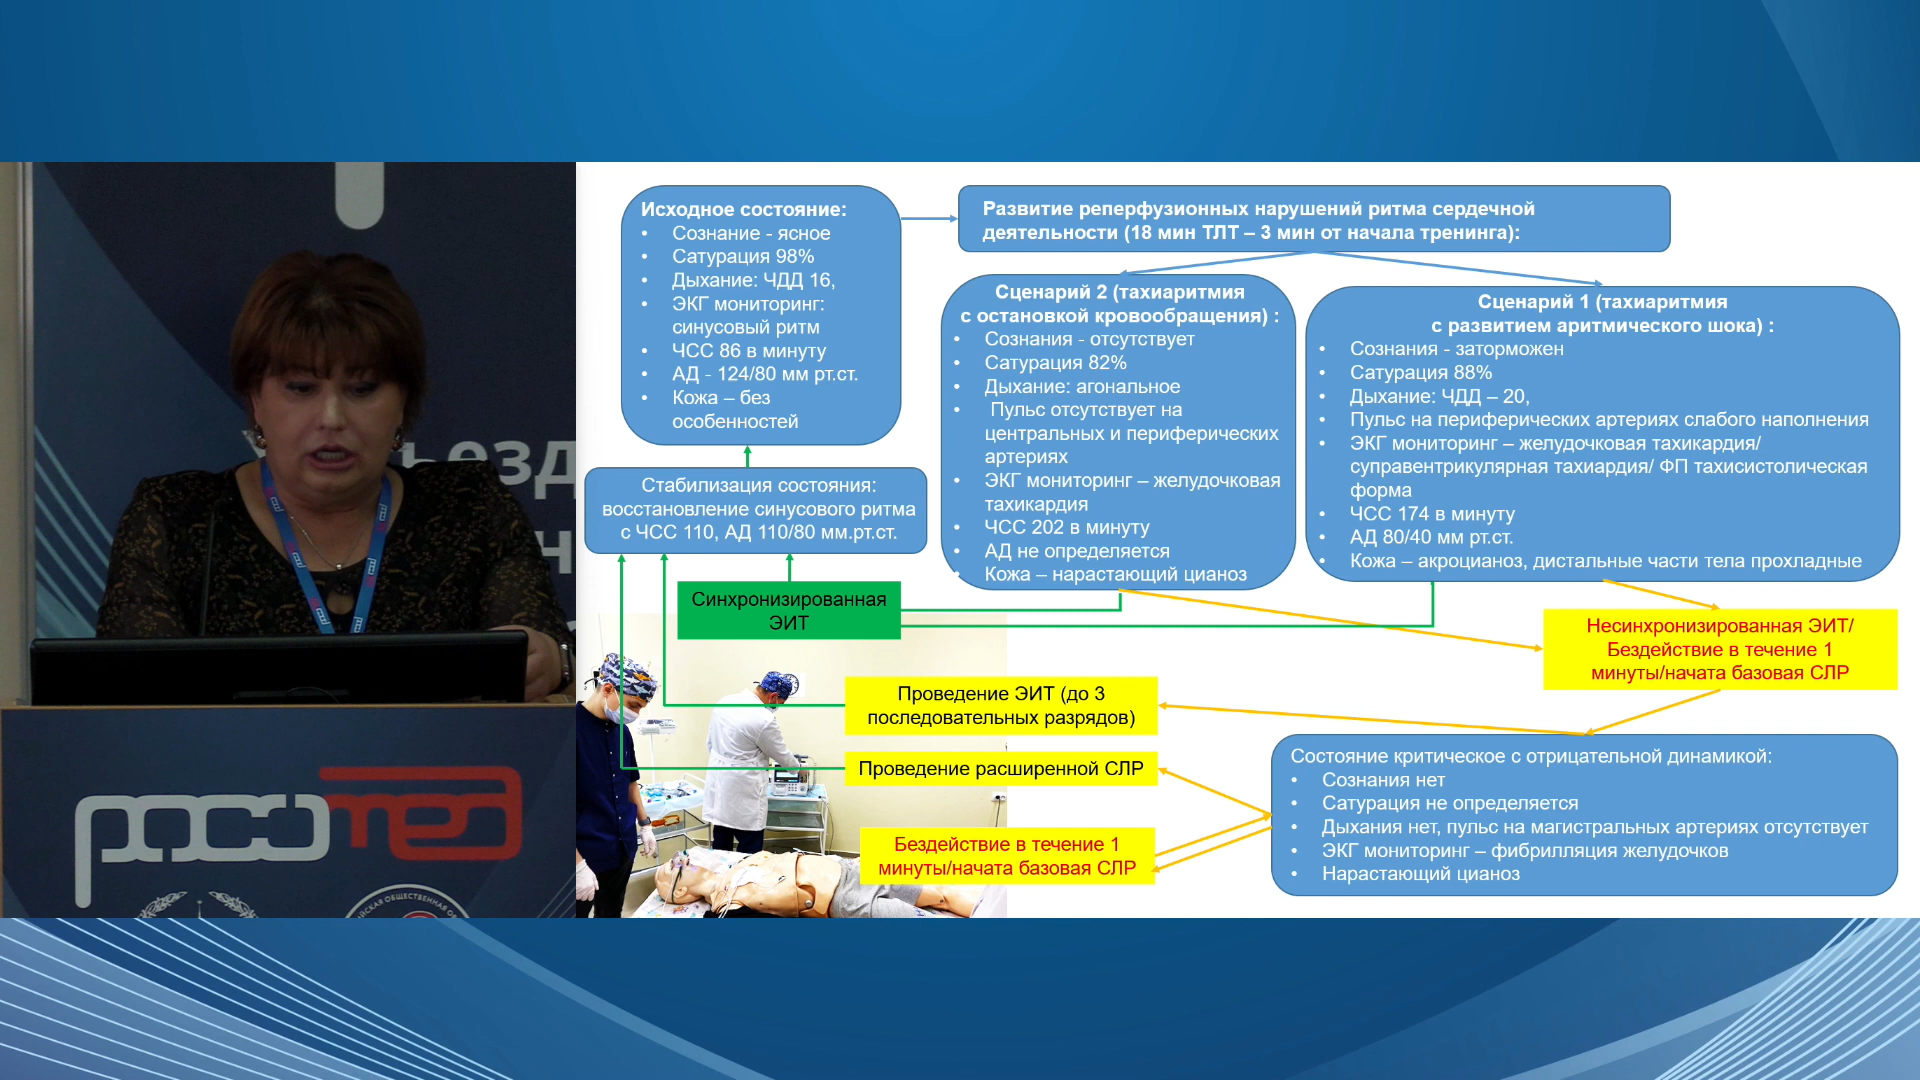 Исходное состояние:
• Сознание - ясное
• Сатурация 98%
• Дыхание: ЧДД 16,
• ЭКГ мониторинг:
синусовый ритм
• ЧСС 86 в минуту
• АД - 124/80 мм рт.ст.
• Кожа – без
особенностей
Развитие реперфузионных нарушений ритма сердечной
деятельности (18 мин ТЛТ – 3 мин от начала тренинга):
Сценарий 2 (тахиаритмия
с остановкой кровообращения) :
• Сознания - отсутствует
• Сатурация 82%
• Дыхание: агональное
• Пульс отсутствует на
центральных и периферических
артериях
• ЭКГ мониторинг – желудочковая
тахикардия
• ЧСС 202 в минуту
• АД не определяется
• Кожа – нарастающий цианоз
Сценарий 1 (тахиаритмия
с развитием аритмического шока) :
• Сознания - заторможен
• Сатурация 88%
• Дыхание: ЧДД – 20,
• Пульс на периферических артериях слабого наполнения
• ЭКГ мониторинг – желудочковая тахикардия/
суправентрикулярная тахиардия/ ФП тахисистолическая
форма
• ЧСС 174 в минуту
• АД 80/40 мм рт.ст.
• Кожа – акроцианоз, дистальные части тела прохладные
Стабилизация состояния:
восстановление синусового ритма
с ЧСС 110, АД 110/80 мм.рт.ст.
Синхронизированная
ЭИТ
Несинхронизированная ЭИТ/
Бездействие в течение 1
минуты/начата базовая СЛР
Проведение ЭИТ (до 3
последовательных разрядов)
Проведение расширенной СЛР
Бездействие в течение 1
минуты/начата базовая СЛР
Состояние критическое с отрицательной динамикой:
• Сознания нет
• Сатурация не определяется
• Дыхания нет, пульс на магистральных артериях отсутствует
• ЭКГ мониторинг – фибрилляция желудочков
• Нарастающий цианоз
росомед